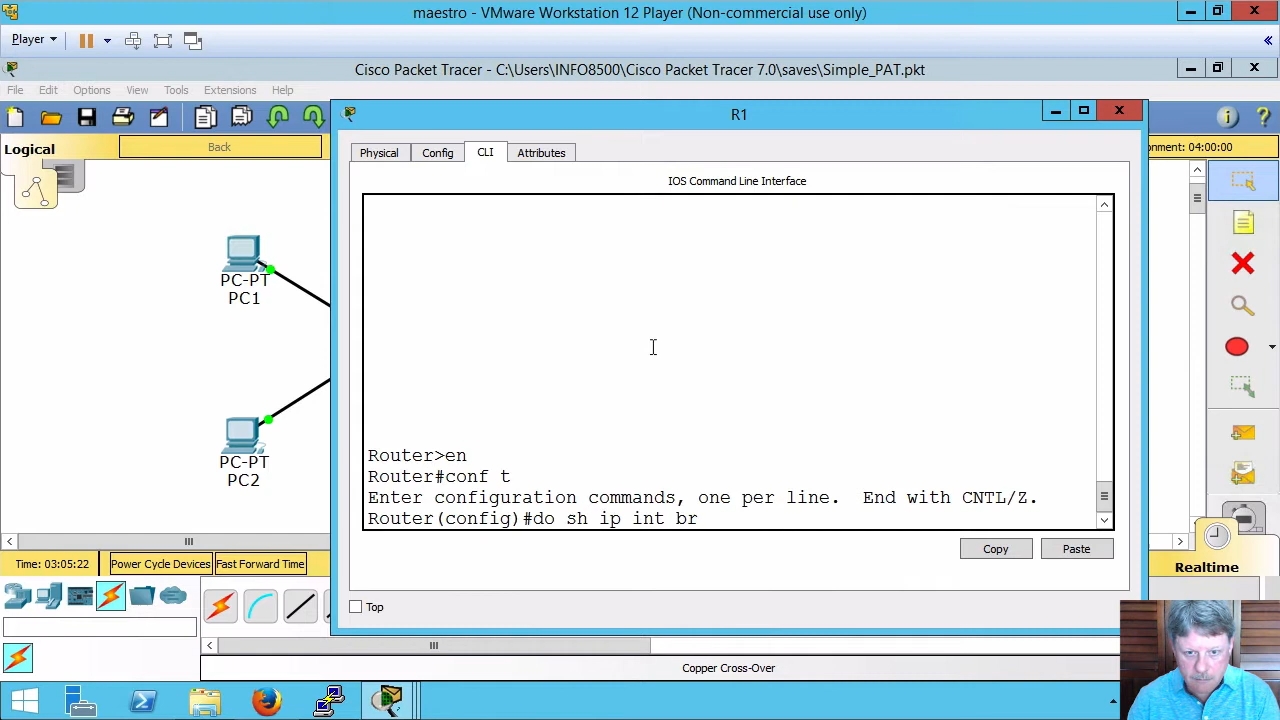 maestro - VMware Workstation 12 Player (Non-commercial use only)
Player
Cisco Packet Tracer - C:\Users\INFO8500\Cisco Packet Tracer 7.0\saves\Simple_PAT.pkt
File Edit Options View Tools Extensions Help
R1
Logical
Back
onment: 04:00:00
Physical Config CLI Attributes
IOS Command Line Interface
PC-PT
PC1
PC-PT
PC2
Router>en
Router#conf t
Enter configuration commands, one per line.  End with CNTL/Z.
Router(config)#do sh ip int br
Copy Paste
Time: 03:05:22 Power Cycle Devices Fast Forward Time
Realtime
Top
Copper Cross-Over